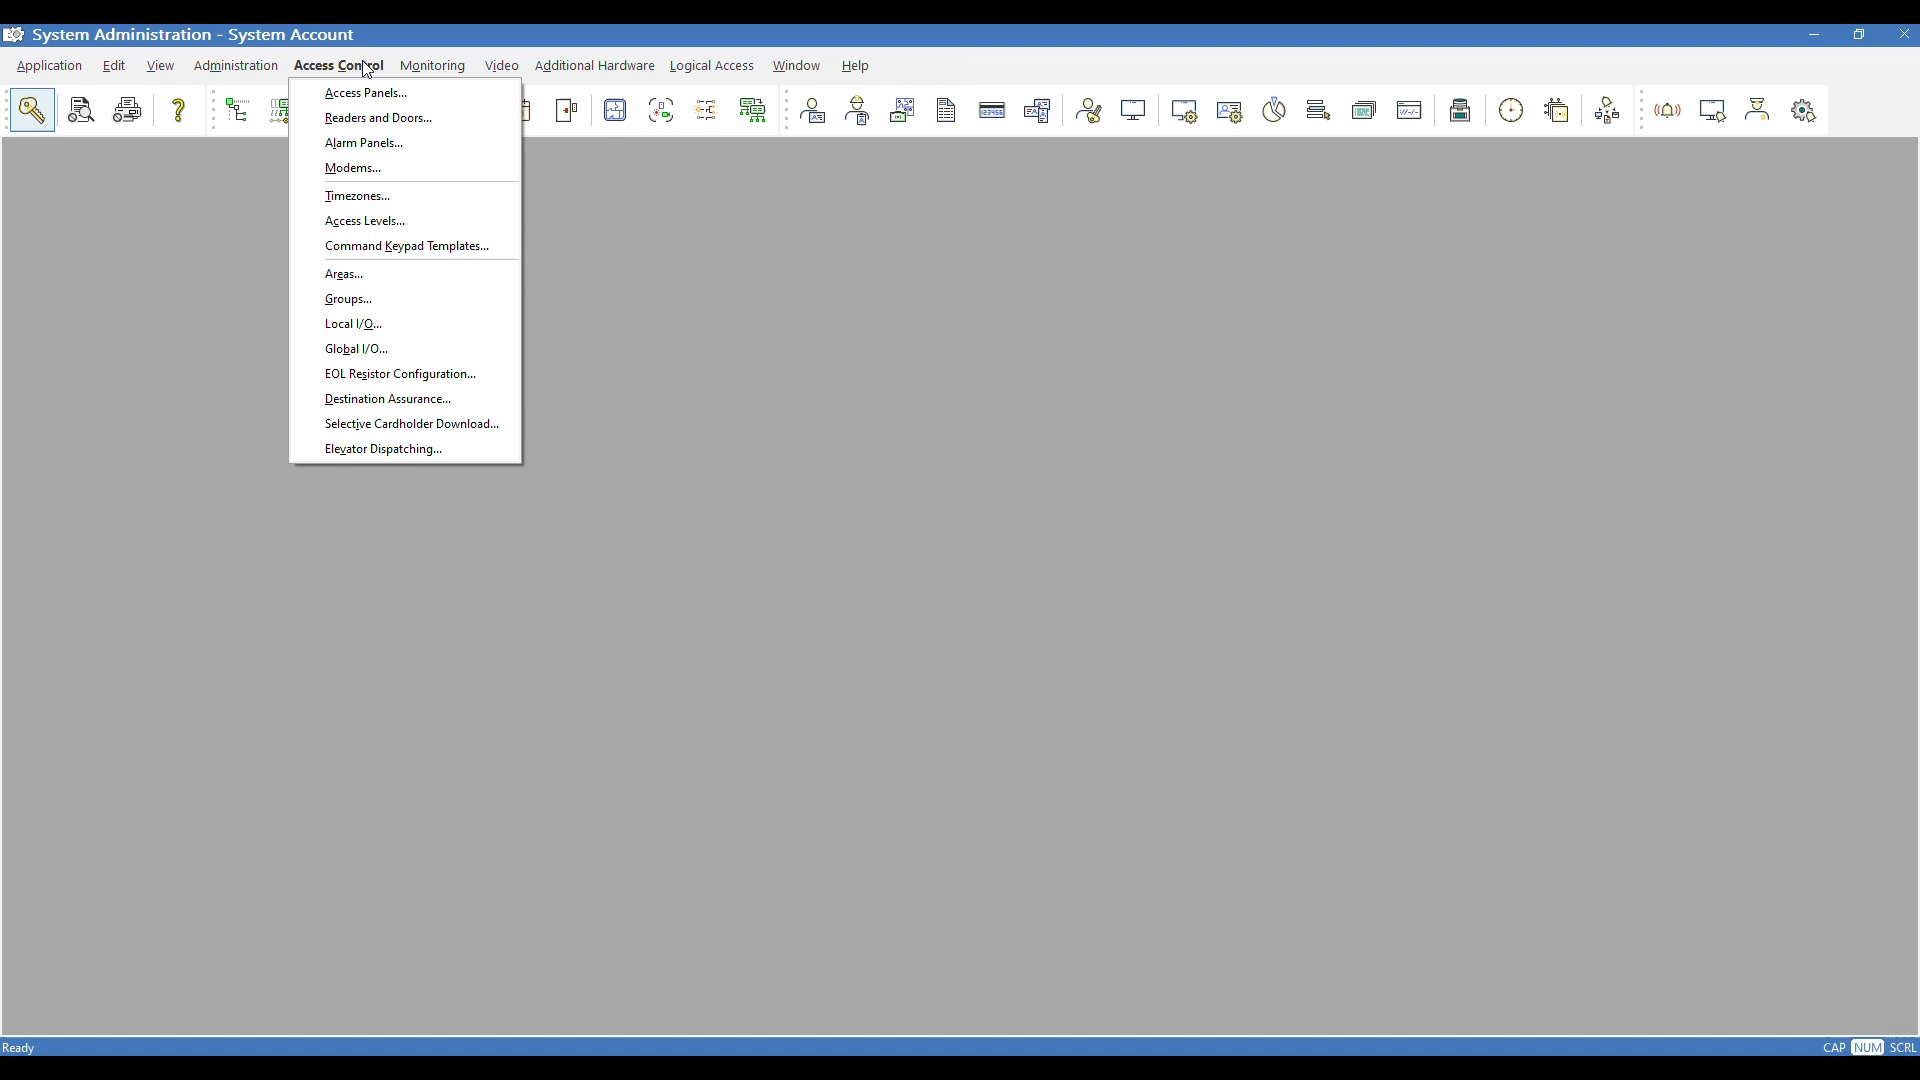 System Administration - System Account
Application Edit View Administration Access Control Monitoring Video Additional Hardware Logical Access Window Help
Access Panels...
Readers and Doors...
Alarm Panels...
Modems...
Timezones...
Access Levels...
Command Keypad Templates...
Areas...
Groups...
Local I/O...
Global I/O...
EOL Resistor Configuration...
Destination Assurance...
Selective Cardholder Download...
Elevator Dispatching...
Ready
CAP NUM SCRL